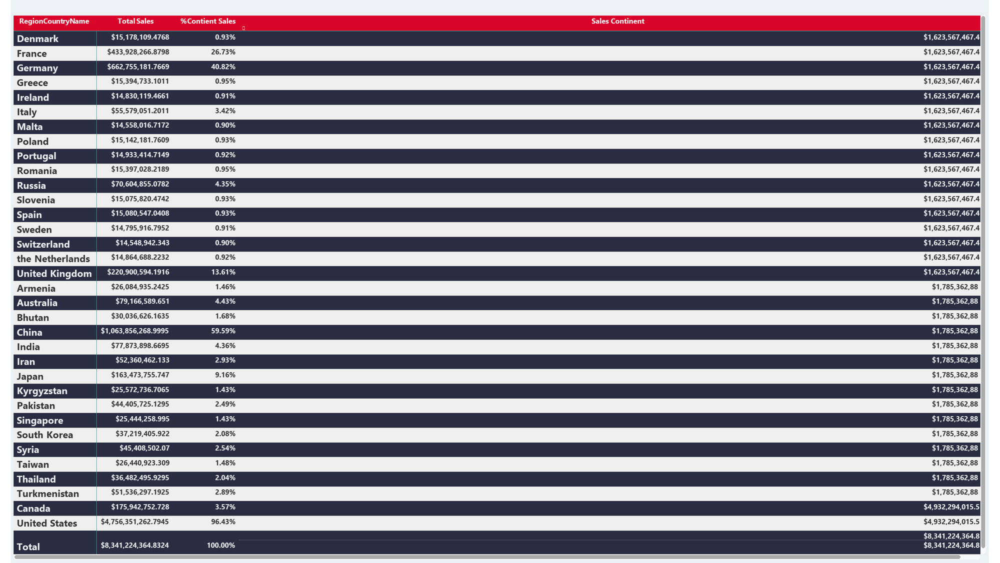 RegionCountryName Total Sales %Contient Sales Sales Continent
Denmark $15,178,109.4768 0.93% $1,623,567,467.4
France $433,928,266.8798 26.73% $1,623,567,467.4
Germany $662,755,181.7669 40.82% $1,623,567,467.4
Greece $15,394,733.1011 0.95% $1,623,567,467.4
Ireland $14,830,119.4661 0.91% $1,623,567,467.4
Italy $55,579,051.2011 3.42% $1,623,567,467.4
Malta $14,558,016.7172 0.90% $1,623,567,467.4
Poland $15,142,181.7609 0.93% $1,623,567,467.4
Portugal $14,933,414.7149 0.92% $1,623,567,467.4
Romania $15,397,028.2189 0.95% $1,623,567,467.4
Russia $70,604,855.0782 4.35% $1,623,567,467.4
Slovenia $15,075,820.4742 0.93% $1,623,567,467.4
Spain $15,080,547.0408 0.93% $1,623,567,467.4
Sweden $14,795,916.7952 0.91% $1,623,567,467.4
Switzerland $14,548,942.343 0.90% $1,623,567,467.4
the Netherlands $14,864,688.2232 0.92% $1,623,567,467.4
United Kingdom $220,900,594.1916 13.61% $1,623,567,467.4
Armenia $26,084,935.2425 1.46% $1,785,362,88
Australia $79,166,589.651 4.43% $1,785,362,88
Bhutan $30,036,626.1635 1.68% $1,785,362,88
China $1,063,856,268.9995 59.59% $1,785,362,88
India $77,873,898.6695 4.36% $1,785,362,88
Iran $52,360,462.133 2.93% $1,785,362,88
Japan $163,473,755.747 9.16% $1,785,362,88
Kyrgyzstan $25,572,736.7065 1.43% $1,785,362,88
Pakistan $44,405,725.1295 2.49% $1,785,362,88
Singapore $25,444,258.995 1.43% $1,785,362,88
South Korea $37,219,405.922 2.08% $1,785,362,88
Syria $45,408,502.07 2.54% $1,785,362,88
Taiwan $26,440,923.309 1.48% $1,785,362,88
Thailand $36,482,495.9295 2.04% $1,785,362,88
Turkmenistan $51,536,297.1925 2.89% $1,785,362,88
Canada $175,942,752.728 3.57% $4,932,294,015.5
United States $4,756,351,262.7945 96.43% $4,932,294,015.5
$8,341,224,364.8
Total $8,341,224,364.8324 100.00% $8,341,224,364.8